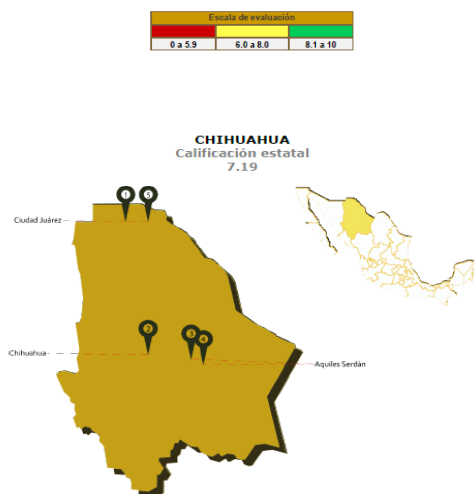 Escala de evaluación
0 a 5.9 6.0 a 8.0 8.1 a 10
CHIHUAHUA
Calificación estatal
7.19
1 5
Ciudad Juárez
2 3 4
Chihuahua
Aquiles Serdán